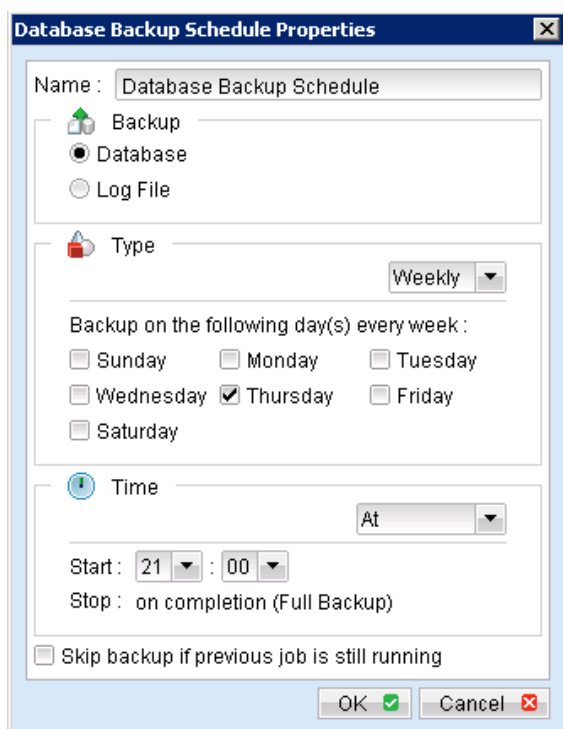 Database Backup Schedule Properties
Name : Database Backup Schedule
Backup
Database
Log File
Type
Weekly
Backup on the following day(s) every week :
Sunday Monday Tuesday
Wednesday Thursday Friday
Saturday
Time
At
Start : 21 : 00
Stop : on completion (Full Backup)
Skip backup if previous job is still running
OK Cancel